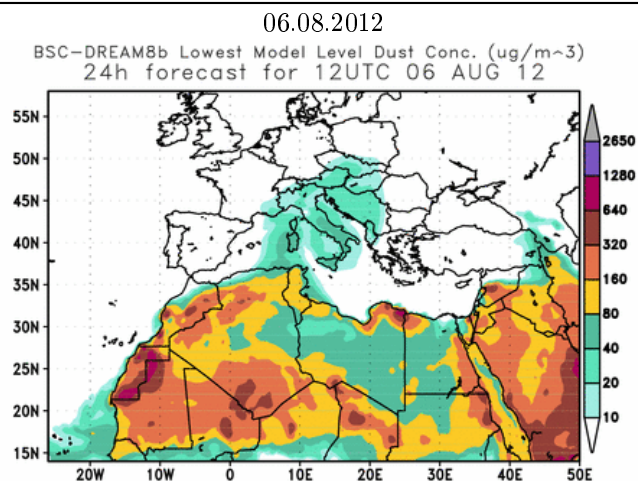 06.08.2012
BSC-DREAM8b Lowest Model Level Dust Conc. (ug/m^3)
24h forecast for 12UTC 06 AUG 12
55N
50N
45N
40N
35N
30N
25N
20N
15N
20W 10W 0 10E 20E 30E 40E 50E
2650
1280
640
320
160
80
40
20
10